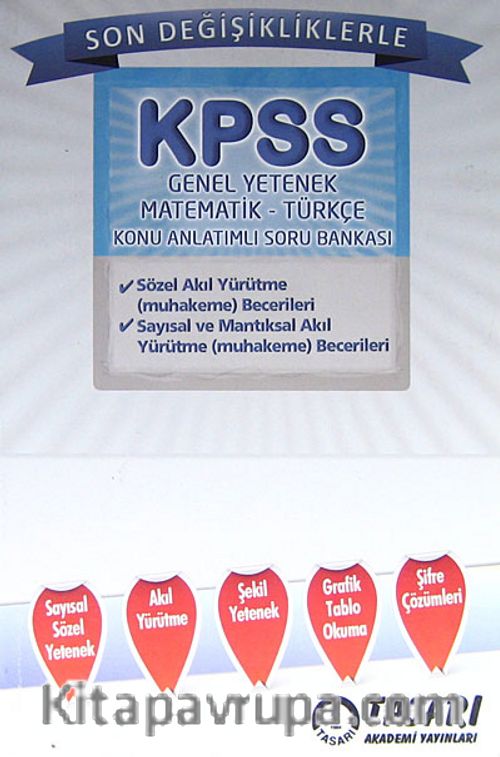 SON DEĞİŞİKLİKLERLE
KPSS
GENEL YETENEK
MATEMATİK - TÜRKÇE
KONU ANLATIMLI SORU BANKASI
✓ Sözel Akıl Yürütme
(muhakeme) Becerileri
✓ Sayısal ve Mantıksal Akıl
Yürütme (muhakeme) Becerileri
Sayısal
Sözel
Yetenek
Akıl
Yürütme
Şekil
Yetenek
Grafik
Tablo
Okuma
Şifre
Çözümleri
Kitapavrupa.com
TASARI
TASARI
AKADEMİ YAYINLARI